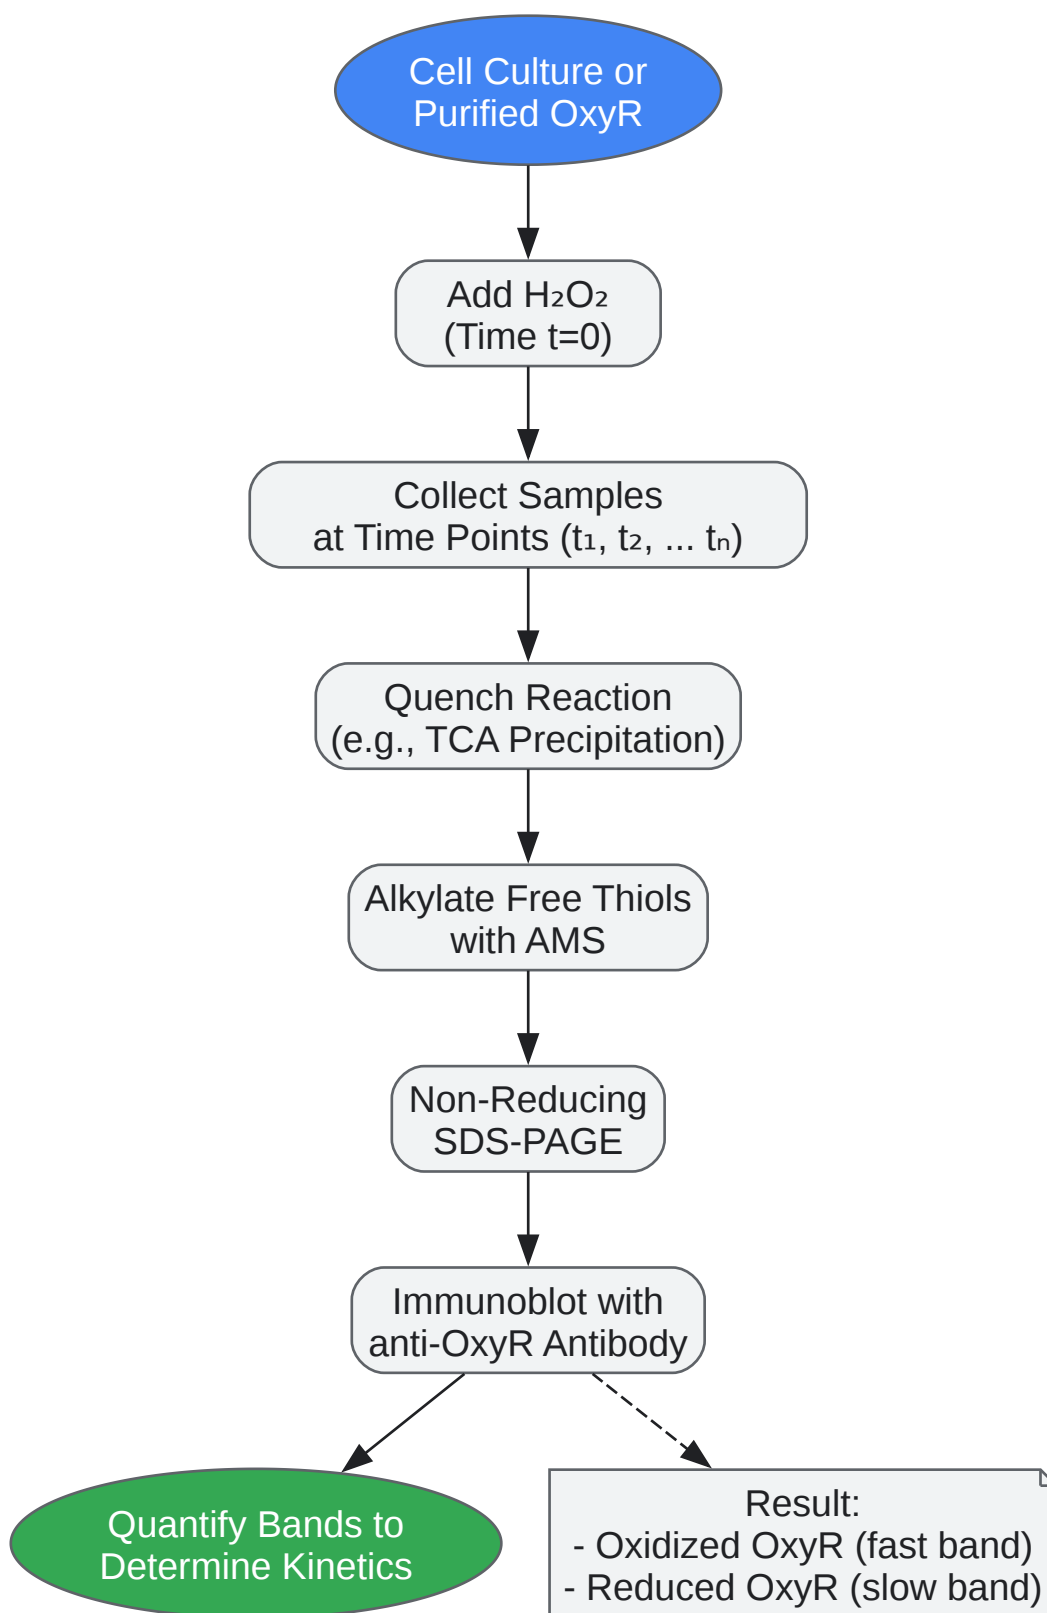 Cell Culture or
Purified OxyR
Add H₂O₂
(Time t=0)
Collect Samples
at Time Points (t₁, t₂, ... tₙ)
Quench Reaction
(e.g., TCA Precipitation)
Alkylate Free Thiols
with AMS
Non-Reducing
SDS-PAGE
Immunoblot with
anti-OxyR Antibody
Quantify Bands to
Determine Kinetics
Result:
- Oxidized OxyR (fast band)
- Reduced OxyR (slow band)